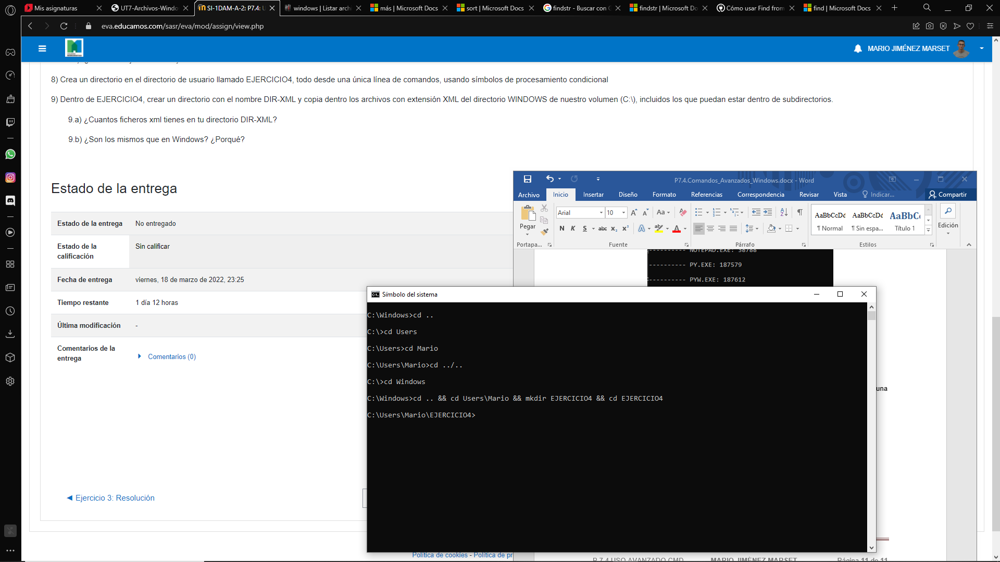 Mis asignaturas
UT7-Archivos-Windo
SI-1DAM-A-2: P7.4: U
windows | Listar archi
más | Microsoft Docs
sort | Microsoft Docs
findstr - Buscar con G
findstr | Microsoft Do
Cómo usar Find from
find | Microsoft Docs
eva.educamos.com/sasr/eva/mod/assign/view.php
MARIO JIMÉNEZ MARSET
8) Crea un directorio en el directorio de usuario llamado EJERCICIO4, todo desde una única línea de comandos, usando símbolos de procesamiento condicional
9) Dentro de EJERCICIO4, crear un directorio con el nombre DIR-XML y copia dentro los archivos con extensión XML del directorio WINDOWS de nuestro volumen (C:\), incluidos los que puedan estar dentro de subdirectorios.
9.a) ¿Cuantos ficheros xml tienes en tu directorio DIR-XML?
9.b) ¿Son los mismos que en Windows? ¿Porqué?
Estado de la entrega
Estado de la entrega No entregado
Estado de la calificación Sin calificar
Fecha de entrega viernes, 18 de marzo de 2022, 23:25
Tiempo restante 1 día 12 horas
Última modificación -
Comentarios de la entrega Comentarios (0)
◄ Ejercicio 3: Resolución
Política de cookies - Política de pr
P7.4.Comandos_Avanzados_Windows.docx - Word
Archivo Inicio Insertar Diseño Formato Referencias Correspondencia Revisar Vista Indicar... Compartir
Pegar
Arial 10
Aa
N K S abc x₂ x²
AaBbCcDd AaBbCcDd AaBbC
¶ Normal ¶ Sin espa... Título 1
Edición
Portapa... Fuente Párrafo Estilos
---------- NOTEPAD.EXE: 38788
---------- PY.EXE: 187579
---------- PYW.EXE: 187612
una
Símbolo del sistema
C:\Windows>cd ..
C:\>cd Users
C:\Users>cd Mario
C:\Users\Mario>cd ../..
C:\>cd Windows
C:\Windows>cd .. && cd Users\Mario && mkdir EJERCICIO4 && cd EJERCICIO4
C:\Users\Mario\EJERCICIO4>
P.7.4 USO AVANZADO CMD MARIO JIMÉNEZ MARSET Página 11 de 11